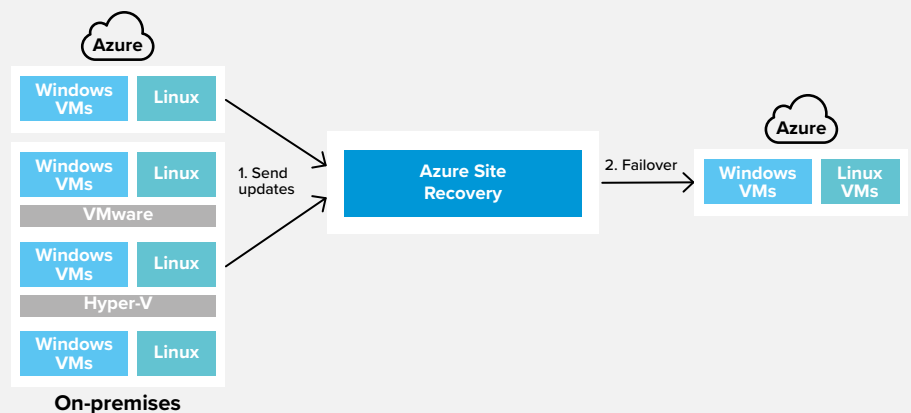 Azure
Windows
VMs
Linux
Windows
VMs
Linux
VMware
Windows
VMs
Linux
Hyper-V
Windows
VMs
Linux
On-premises
1. Send
updates
Azure Site
Recovery
2. Failover
Azure
Windows
VMs
Linux
VMs